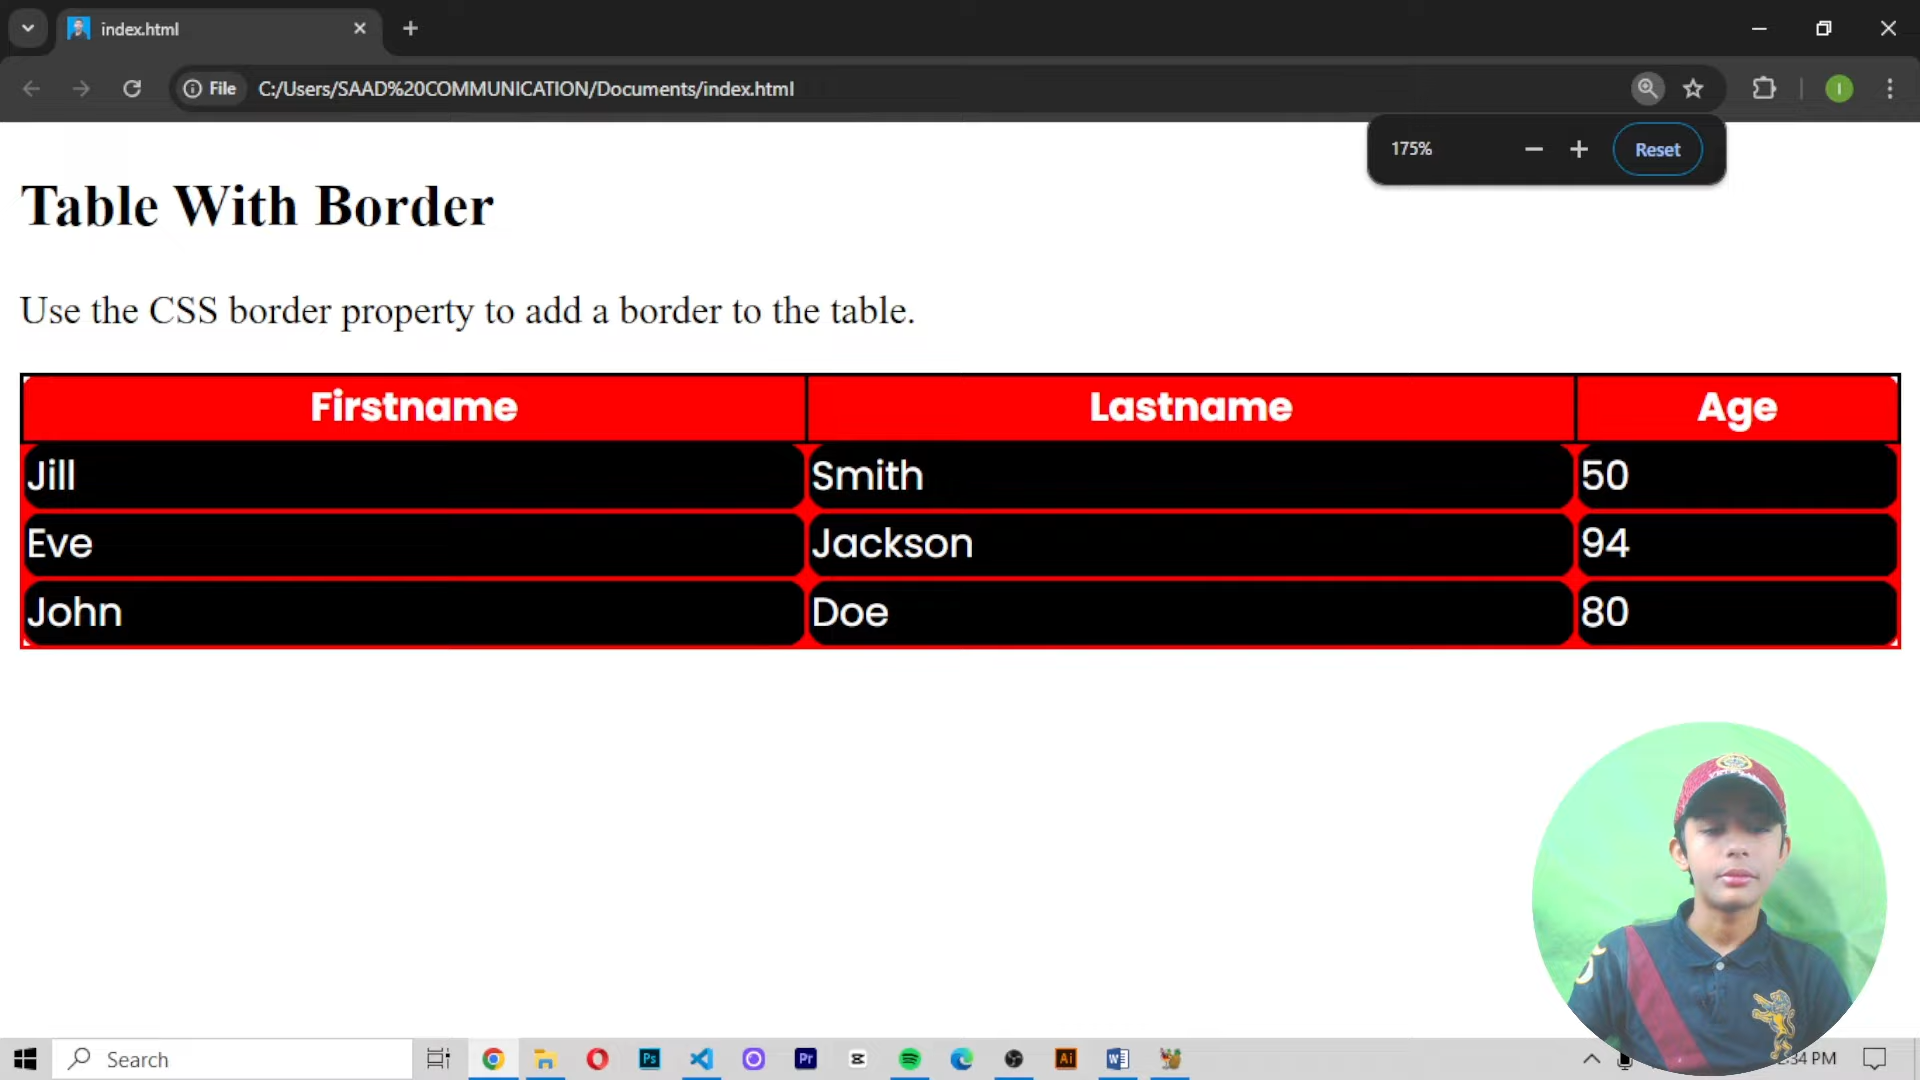 index.html
File C:/Users/SAAD%20COMMUNICATION/Documents/index.html
175% Reset
Table With Border
Use the CSS border property to add a border to the table.
Firstname Lastname Age
Jill Smith 50
Eve Jackson 94
John Doe 80
Search